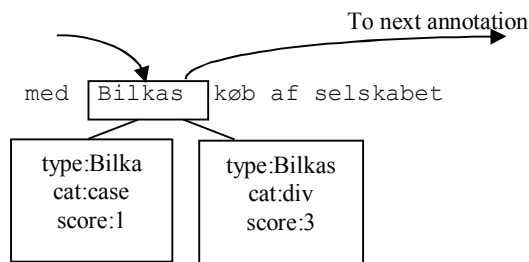 To next annotation
med Bilkas køb af selskabet
type:Bilka
cat:case
score:1
type:Bilkas
cat:div
score:3